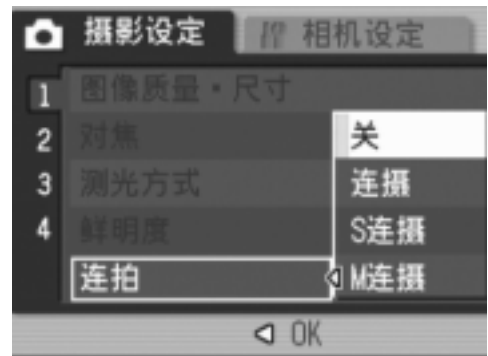 摄影设定 相机设定
1 图像质量・尺寸
2 对焦 关
3 测光方式 连摄
4 鲜明度 S连摄
连拍 M连摄
OK